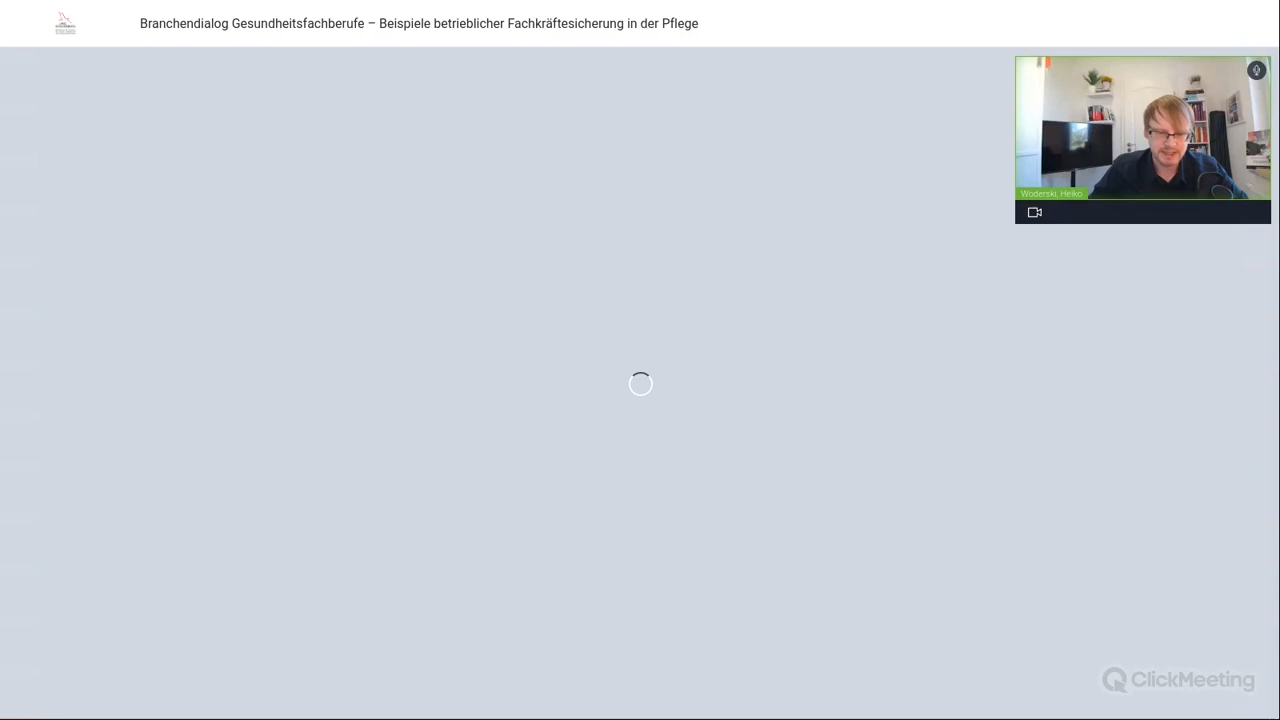 Branchendialog Gesundheitsfachberufe – Beispiele betrieblicher Fachkräftesicherung in der Pflege
Woderski, Heiko
ClickMeeting